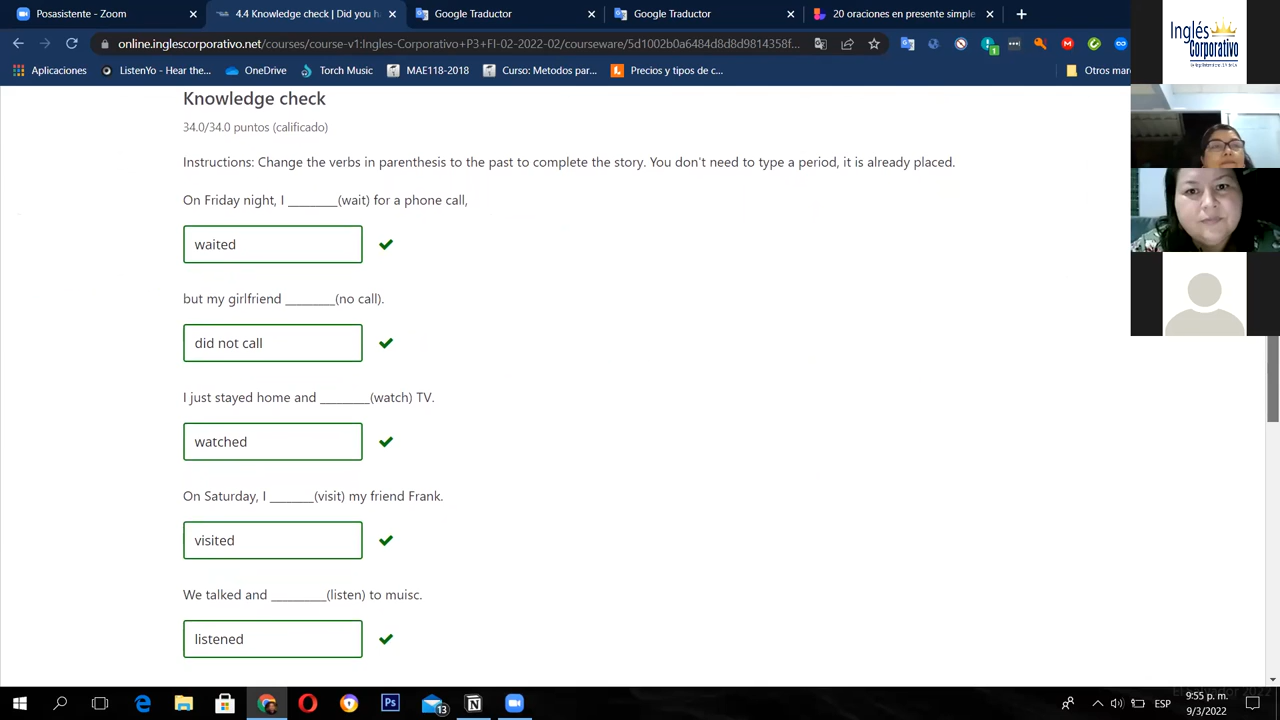 Posasistente - Zoom
4.4 Knowledge check | Did you h
Google Traductor
Google Traductor
20 oraciones en presente simple
online.inglescorporativo.net/courses/course-v1:Ingles-Corporativo+P3+FI-02-2022-02/courseware/5d1002b0a6484d8d8d9814358f...
Aplicaciones
ListenYo - Hear the...
OneDrive
Torch Music
MAE118-2018
Metodos par...
Precios y tipos de c...
Otros mar
Inglés
Corporativo
Knowledge check
34.0/34.0 puntos (calificado)
Instructions: Change the verbs in parenthesis to the past to complete the story. You don't need to type a period, it is already placed.
On Friday night, I ________(wait) for a phone call,
waited
but my girlfriend ________(no call).
did not call
I just stayed home and ________(watch) TV.
watched
On Saturday, I _______(visit) my friend Frank.
visited
We talked and _________(listen) to muisc.
listened
13
ESP
9:55 p. m.
9/3/2022